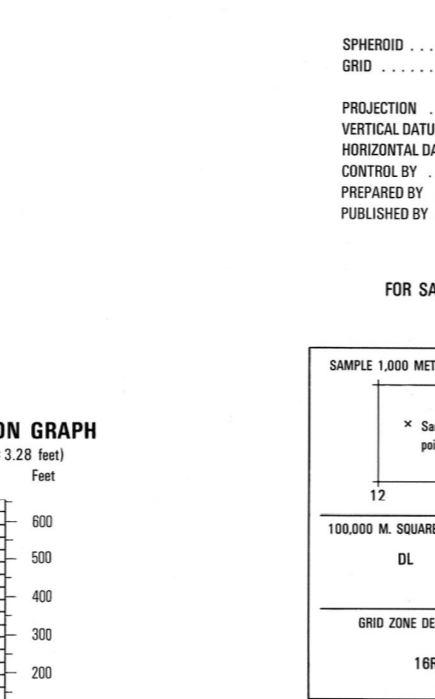 SPHEROID . . .
GRID . . . . . .
PROJECTION .
VERTICAL DATU
HORIZONTAL DA
CONTROL BY .
PREPARED BY
PUBLISHED BY
FOR SA
SAMPLE 1,000 MET
× Sa
poi
12
100,000 M. SQUARE
DL
GRID ZONE DE
16R
ON GRAPH
3.28 feet)
Feet
600
500
400
300
200